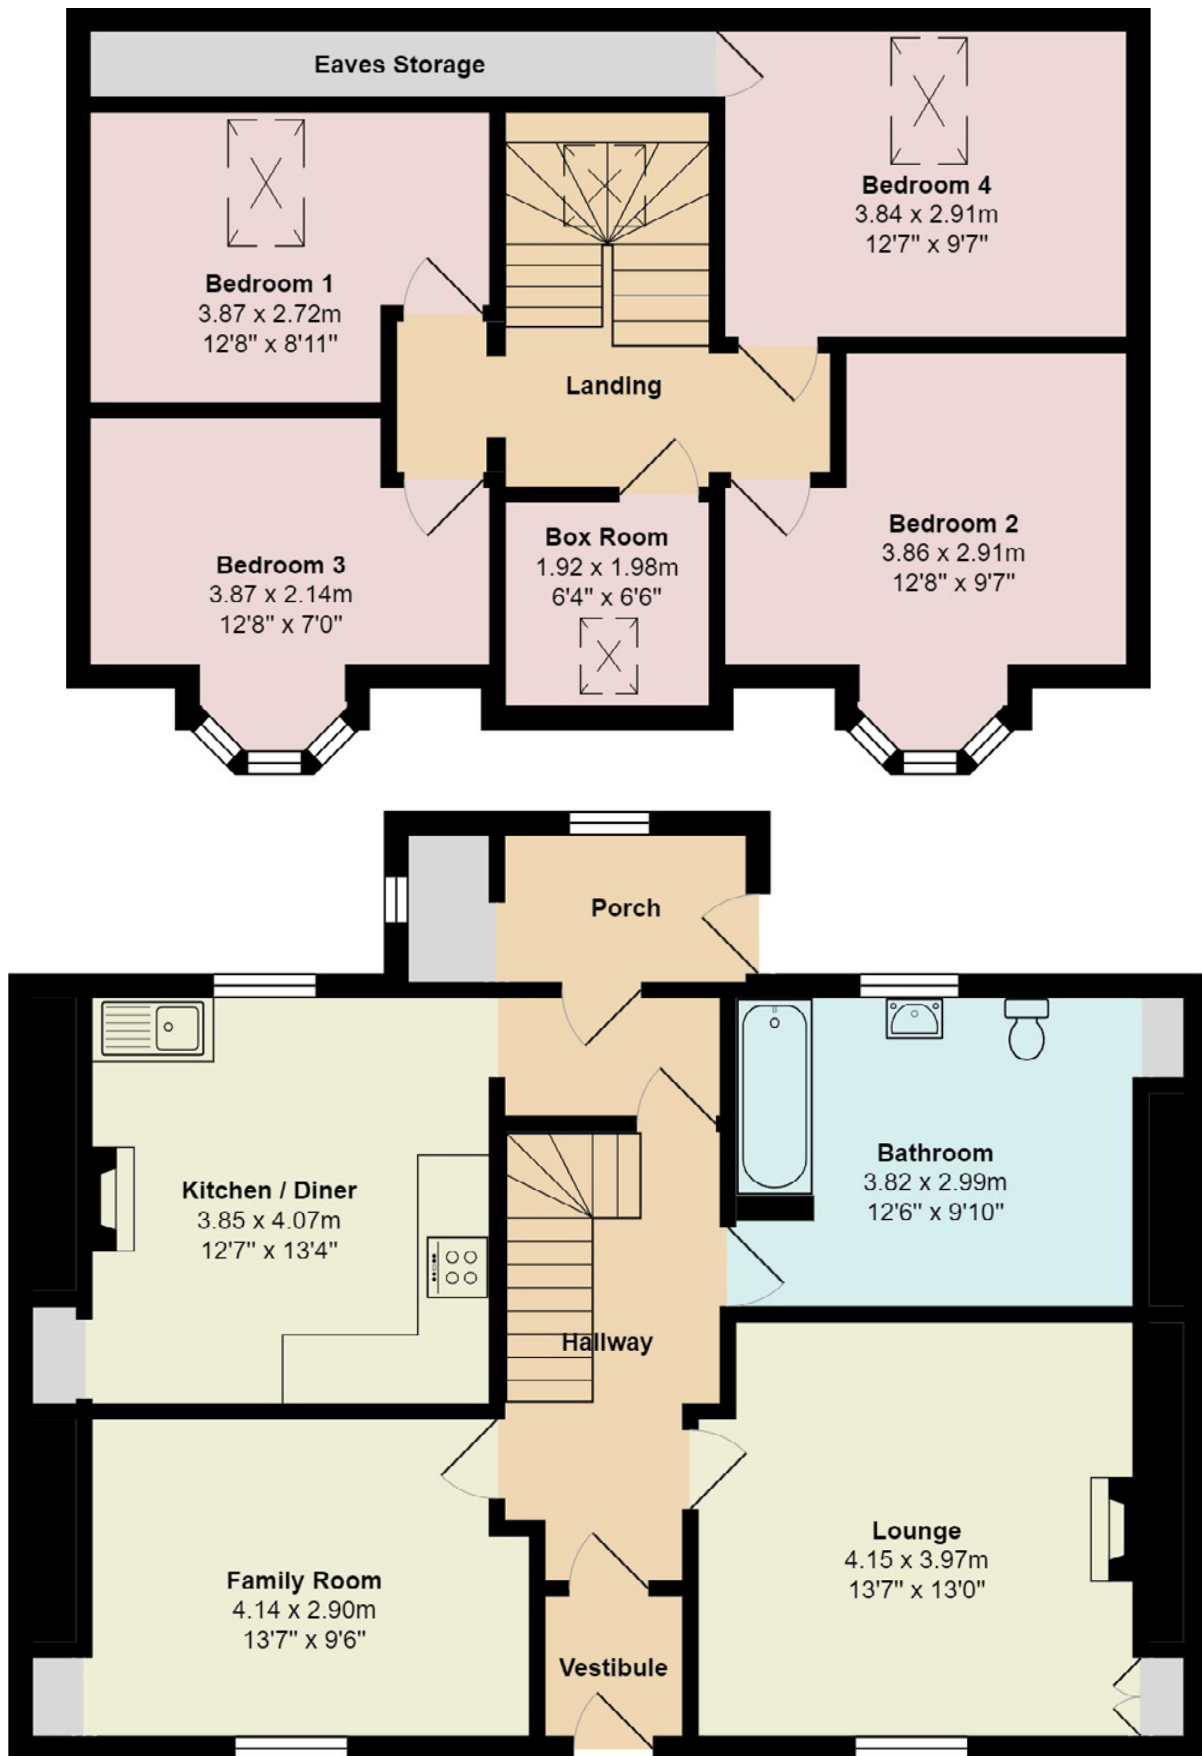 Eaves Storage
Bedroom 4
3.84 x 2.91m
12'7" x 9'7"
Bedroom 1
3.87 x 2.72m
12'8" x 8'11"
Landing
Bedroom 3
3.87 x 2.14m
12'8" x 7'0"
Box Room
1.92 x 1.98m
6'4" x 6'6"
Bedroom 2
3.86 x 2.91m
12'8" x 9'7"
Porch
Kitchen / Diner
3.85 x 4.07m
12'7" x 13'4"
Bathroom
3.82 x 2.99m
12'6" x 9'10"
Hallway
Family Room
4.14 x 2.90m
13'7" x 9'6"
Lounge
4.15 x 3.97m
13'7" x 13'0"
Vestibule